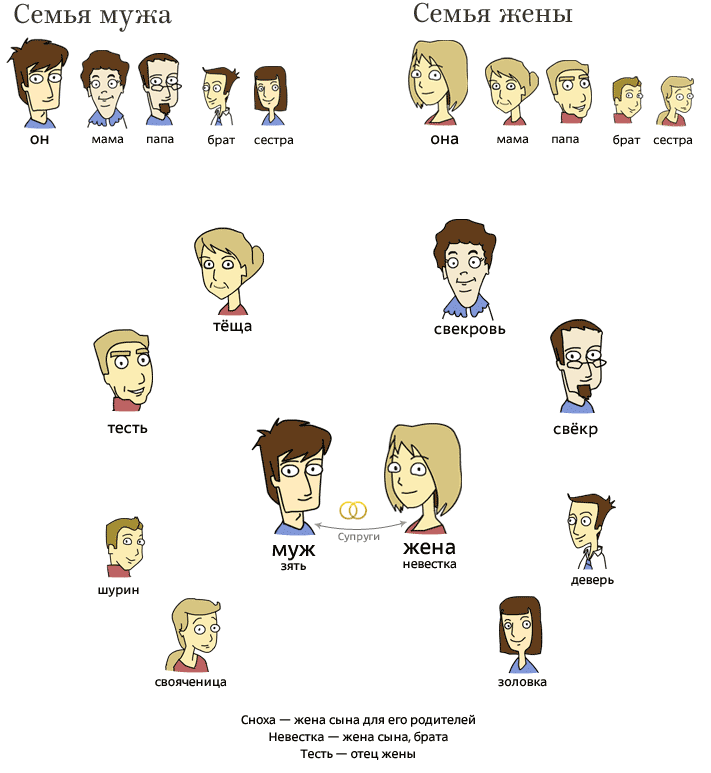 Семья мужа
Семья жены
он
мама
папа
брат
сестра
она
мама
папа
брат
сестра
тёща
свекровь
тесть
свёкр
Супруги
муж
зять
жена
невестка
шурин
деверь
свояченица
золовка
Сноха — жена сына для его родителей
Невестка — жена сына, брата
Тесть — отец жены